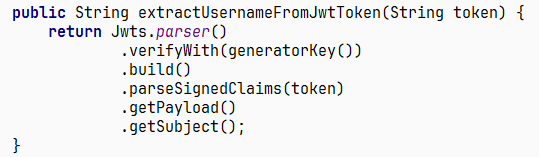 public String extractUsernameFromJwtToken(String token) {
    return Jwts.parser()
            .verifyWith(generatorKey())
            .build()
            .parseSignedClaims(token)
            .getPayload()
            .getSubject();
}